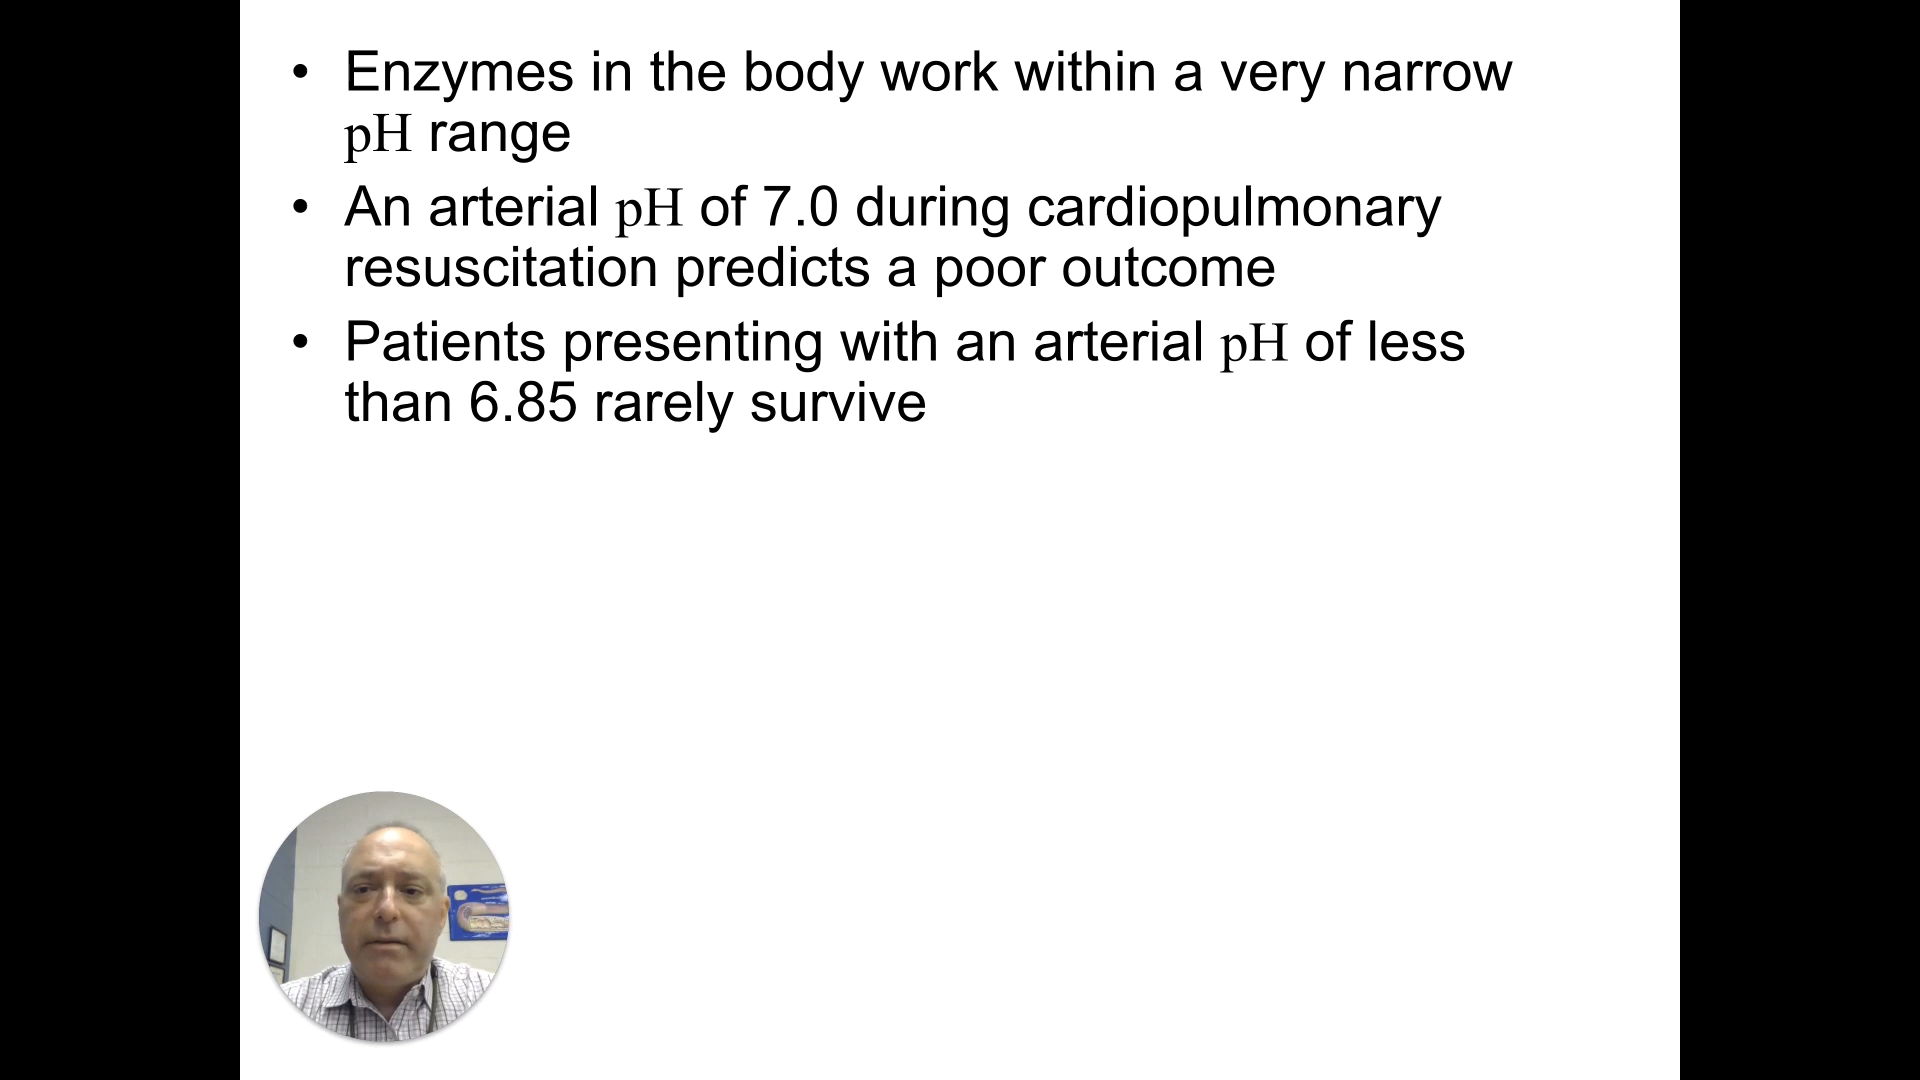 • Enzymes in the body work within a very narrow
pH range
• An arterial pH of 7.0 during cardiopulmonary
resuscitation predicts a poor outcome
• Patients presenting with an arterial pH of less
than 6.85 rarely survive